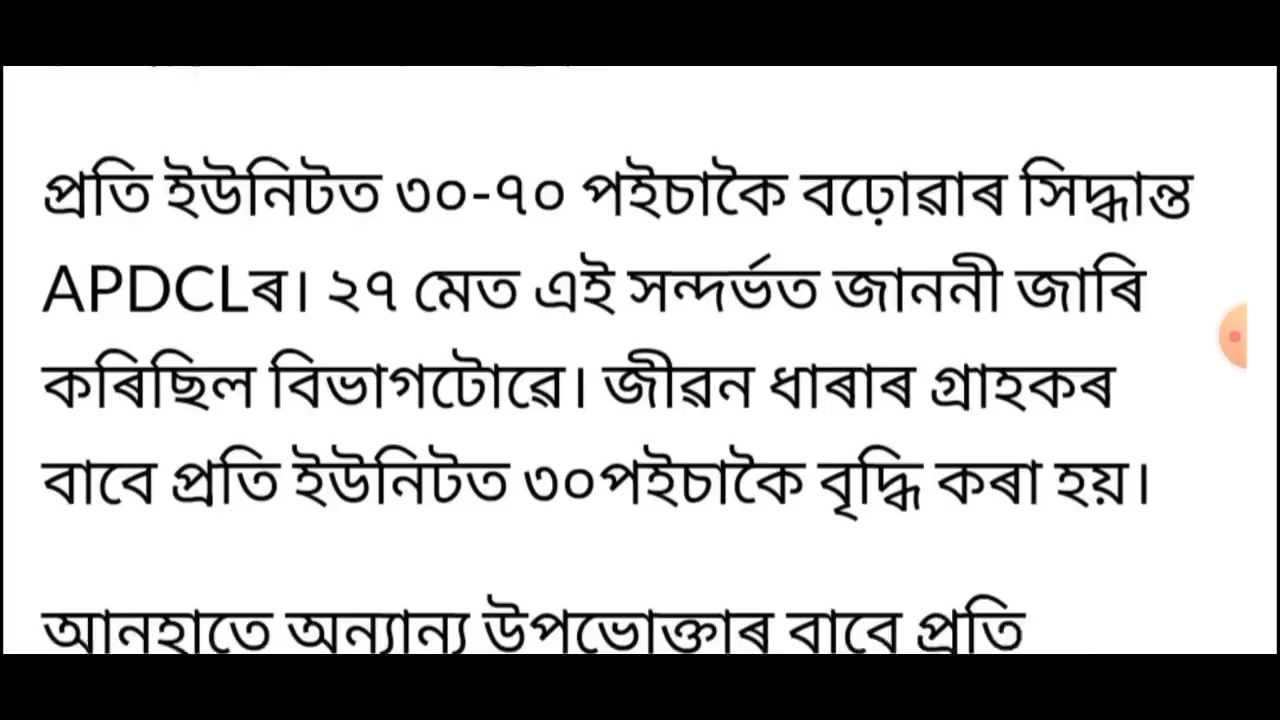 প্ৰতি ইউনিটত ৩০-৭০ পইচাকৈ বঢ়োৱাৰ সিদ্ধান্ত
APDCLৰ। ২৭ মেত এই সন্দৰ্ভত জাননী জাৰি
কৰিছিল বিভাগটোৱে। জীৱন ধাৰাৰ গ্ৰাহকৰ
বাবে প্ৰতি ইউনিটত ৩০পইচাকৈ বৃদ্ধি কৰা হয়।
আনহাতে অন্যান্য উপভোক্তাৰ বাবে প্ৰতি